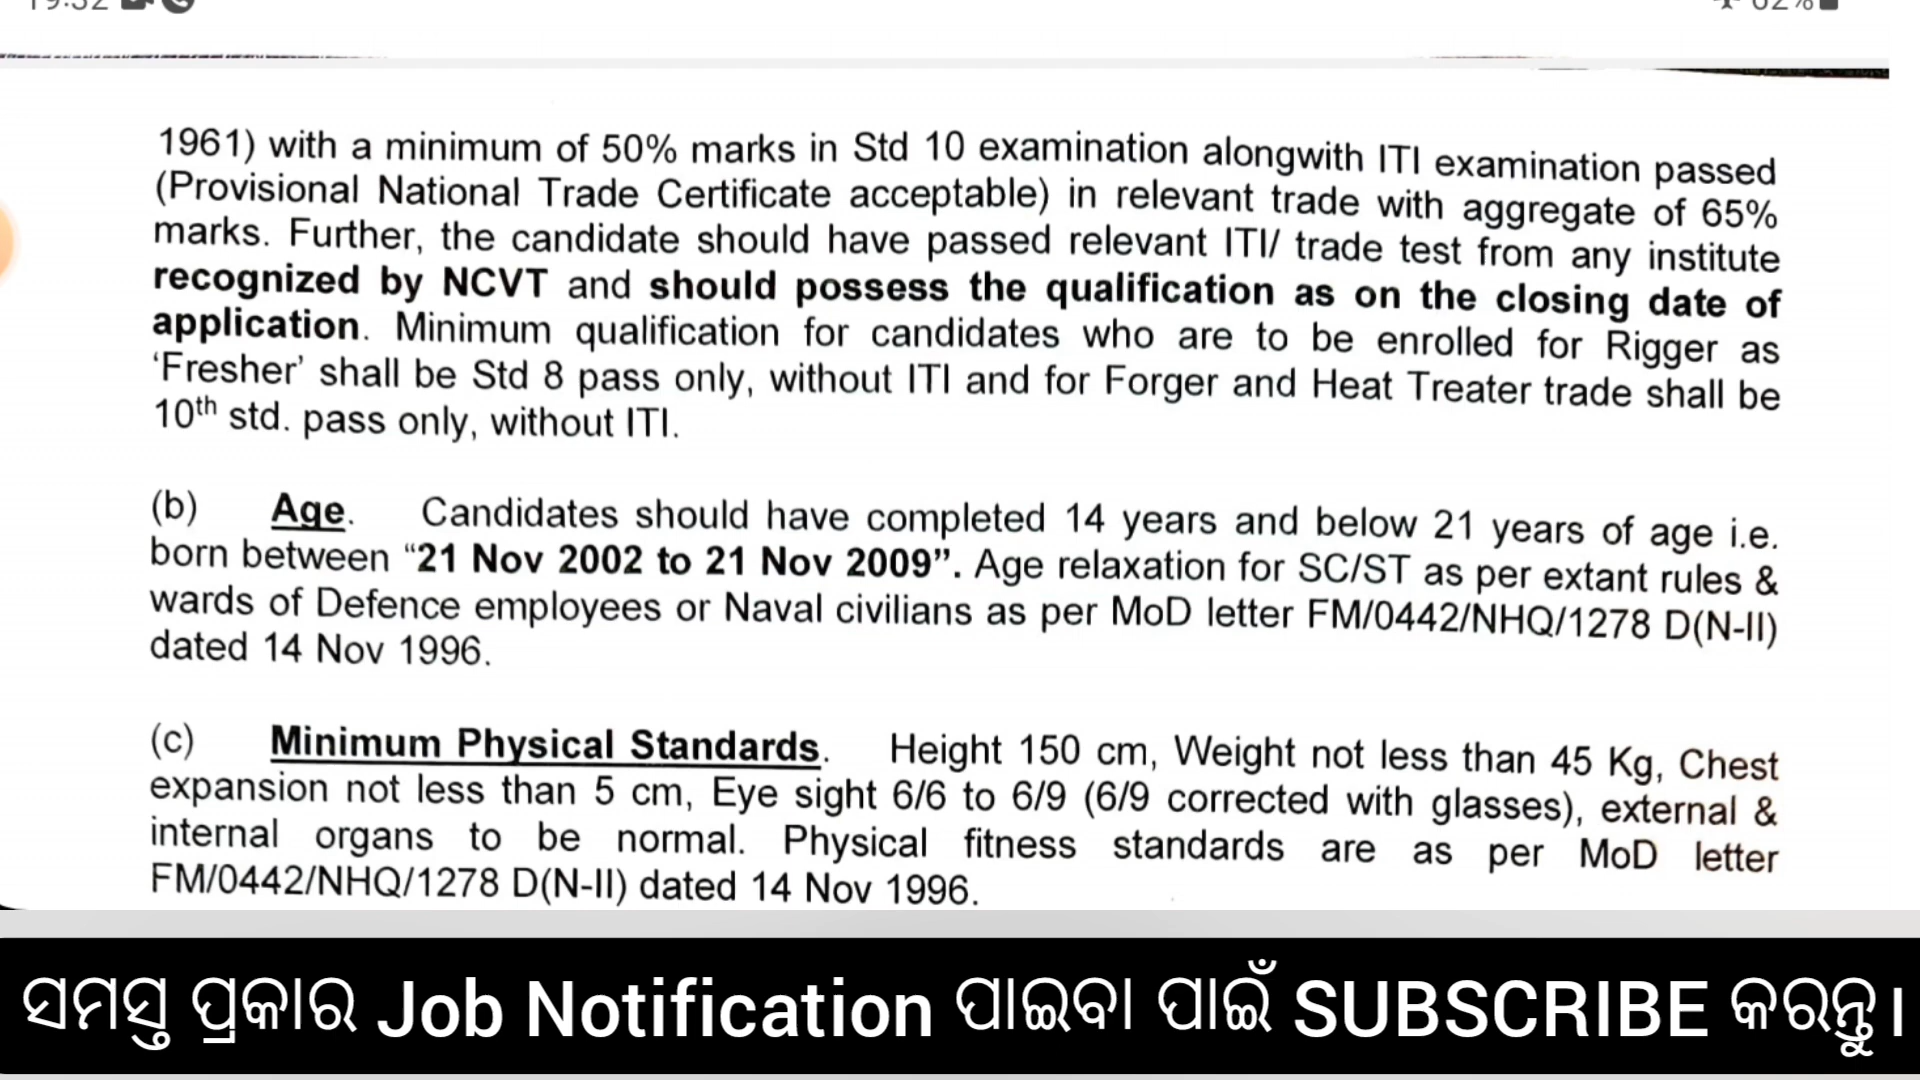 1961) with a minimum of 50% marks in Std 10 examination alongwith ITI examination passed
(Provisional National Trade Certificate acceptable) in relevant trade with aggregate of 65%
marks. Further, the candidate should have passed relevant ITI/ trade test from any institute
recognized by NCVT and should possess the qualification as on the closing date of
application. Minimum qualification for candidates who are to be enrolled for Rigger as
‘Fresher’ shall be Std 8 pass only, without ITI and for Forger and Heat Treater trade shall be
10th std. pass only, without ITI.
(b) Age. Candidates should have completed 14 years and below 21 years of age i.e.
born between “21 Nov 2002 to 21 Nov 2009”. Age relaxation for SC/ST as per extant rules &
wards of Defence employees or Naval civilians as per MoD letter FM/0442/NHQ/1278 D(N-II)
dated 14 Nov 1996.
(c) Minimum Physical Standards. Height 150 cm, Weight not less than 45 Kg, Chest
expansion not less than 5 cm, Eye sight 6/6 to 6/9 (6/9 corrected with glasses), external &
internal organs to be normal. Physical fitness standards are as per MoD letter
FM/0442/NHQ/1278 D(N-II) dated 14 Nov 1996.
ସମସ୍ତ ପ୍ରକାର Job Notification ପାଇବା ପାଇଁ SUBSCRIBE କରନ୍ତୁ।